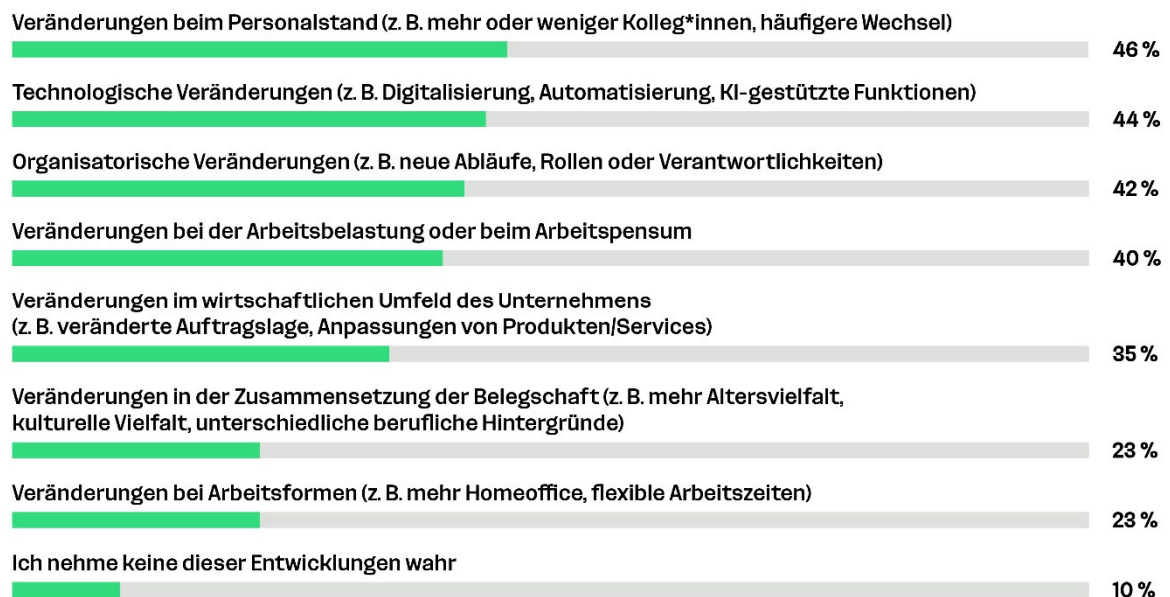 Veränderungen beim Personalstand (z. B. mehr oder weniger Kolleg*innen, häufigere Wechsel)
46 %
Technologische Veränderungen (z. B. Digitalisierung, Automatisierung, KI-gestützte Funktionen)
44 %
Organisatorische Veränderungen (z. B. neue Abläufe, Rollen oder Verantwortlichkeiten)
42 %
Veränderungen bei der Arbeitsbelastung oder beim Arbeitspensum
40 %
Veränderungen im wirtschaftlichen Umfeld des Unternehmens
(z. B. veränderte Auftragslage, Anpassungen von Produkten/Services)
35 %
Veränderungen in der Zusammensetzung der Belegschaft (z. B. mehr Altersvielfalt,
kulturelle Vielfalt, unterschiedliche berufliche Hintergründe)
23 %
Veränderungen bei Arbeitsformen (z. B. mehr Homeoffice, flexible Arbeitszeiten)
23 %
Ich nehme keine dieser Entwicklungen wahr
10 %